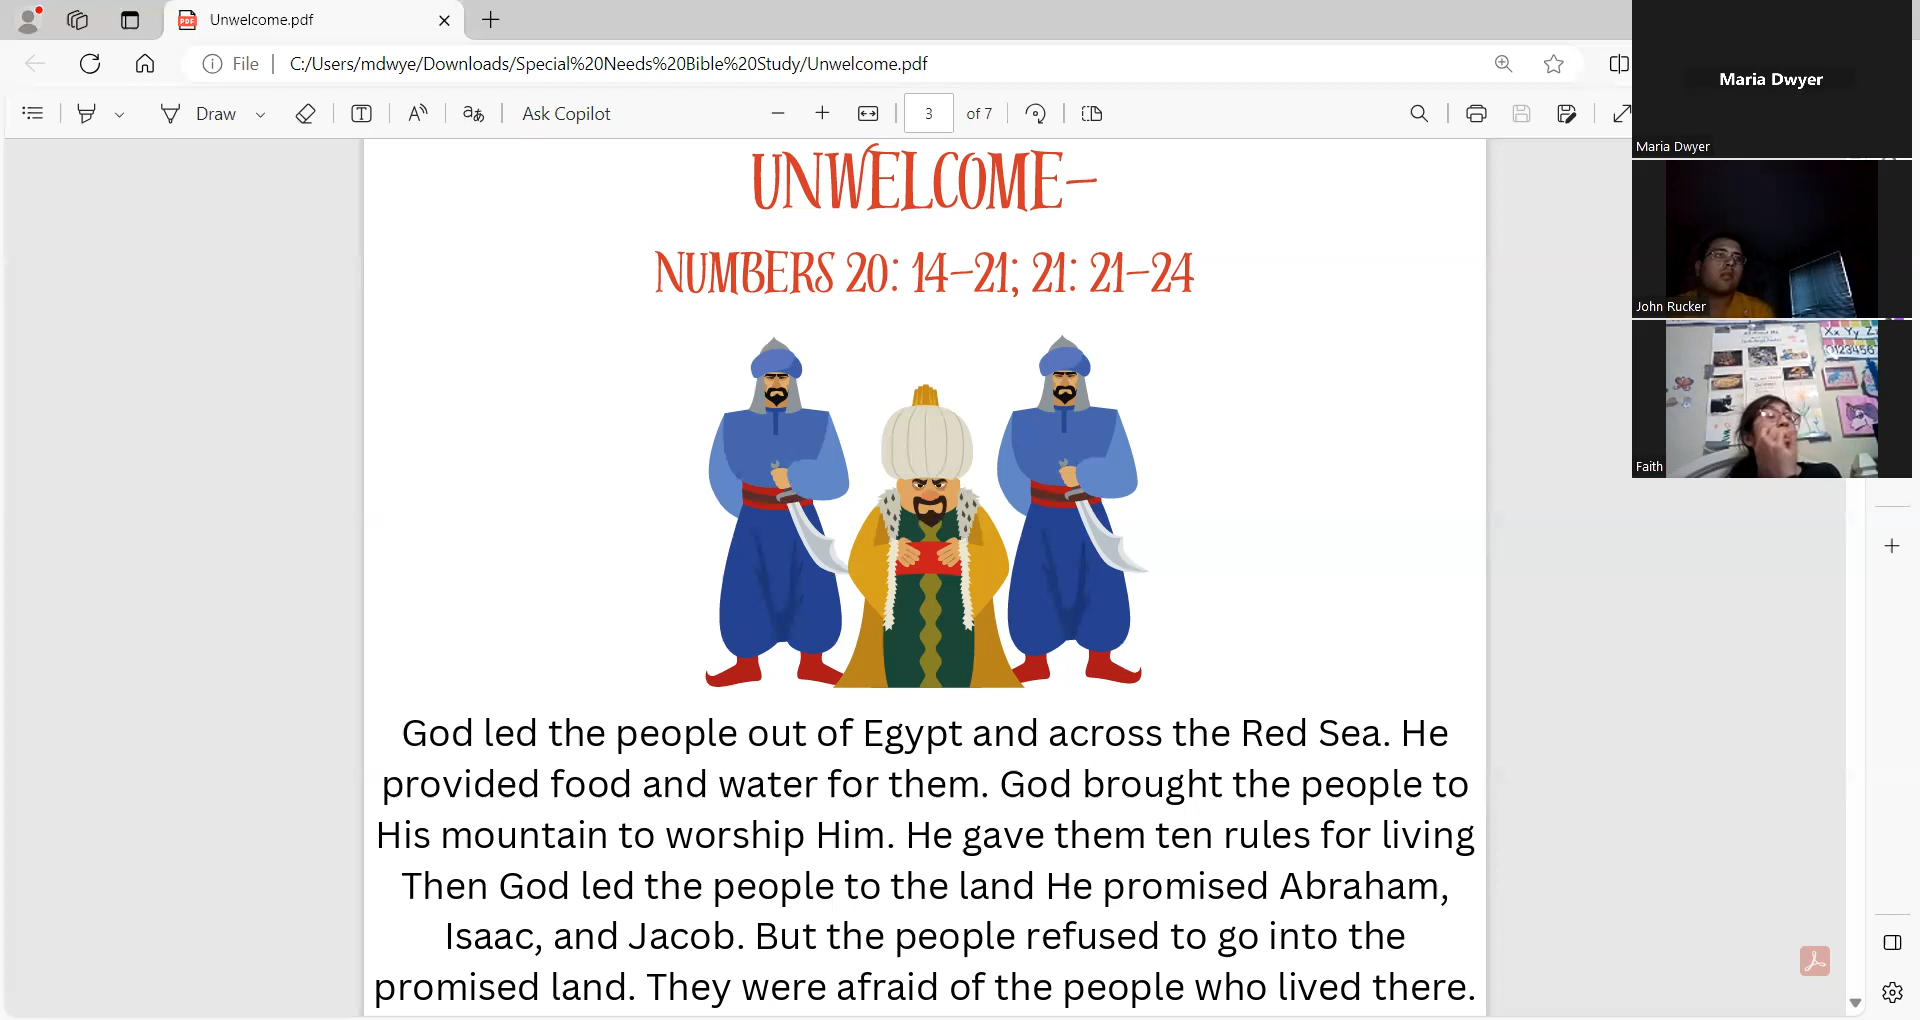 Unwelcome.pdf
File
C:/Users/mdwye/Downloads/Special%20Needs%20Bible%20Study/Unwelcome.pdf
Draw
Ask Copilot
3 of 7
Maria Dwyer
Maria Dwyer
John Rucker
Xx Yy Z
0123456
Faith
UNWELCOME-
NUMBERS 20: 14-21; 21: 21-24
God led the people out of Egypt and across the Red Sea. He
provided food and water for them. God brought the people to
His mountain to worship Him. He gave them ten rules for living
Then God led the people to the land He promised Abraham,
Isaac, and Jacob. But the people refused to go into the
promised land. They were afraid of the people who lived there.